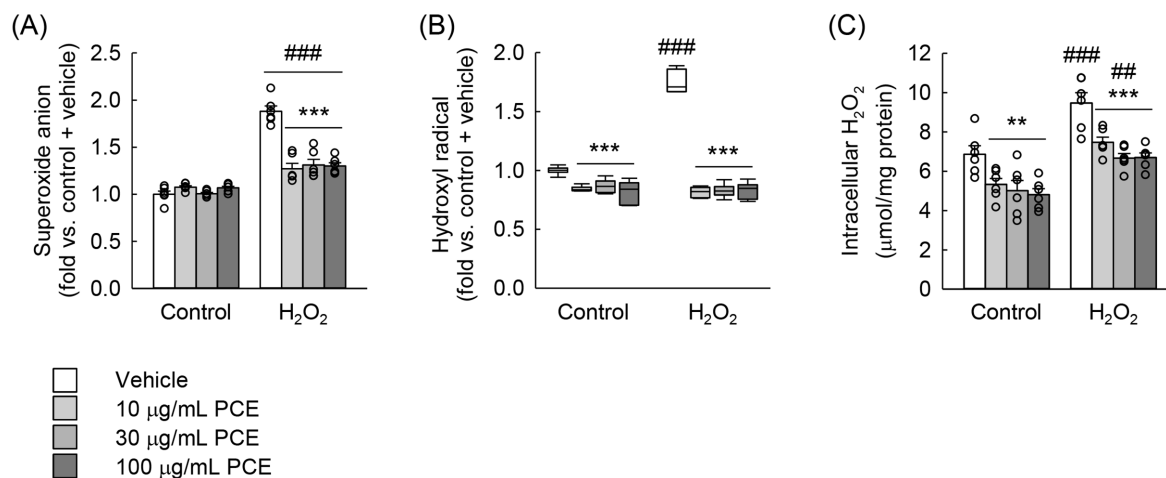 (A)
Superoxide anion
(fold vs. control + vehicle)
2.5
2.0
1.5
1.0
0.5
0.0
###
***
Control
H₂O₂
(B)
Hydroxyl radical
(fold vs. control + vehicle)
2.0
1.5
1.0
0.5
0.0
###
***
***
Control
H₂O₂
(C)
Intracellular H₂O₂
(μmol/mg protein)
12
10
8
6
4
2
0
###
##
***
**
Control
H₂O₂
Vehicle
10 μg/mL PCE
30 μg/mL PCE
100 μg/mL PCE